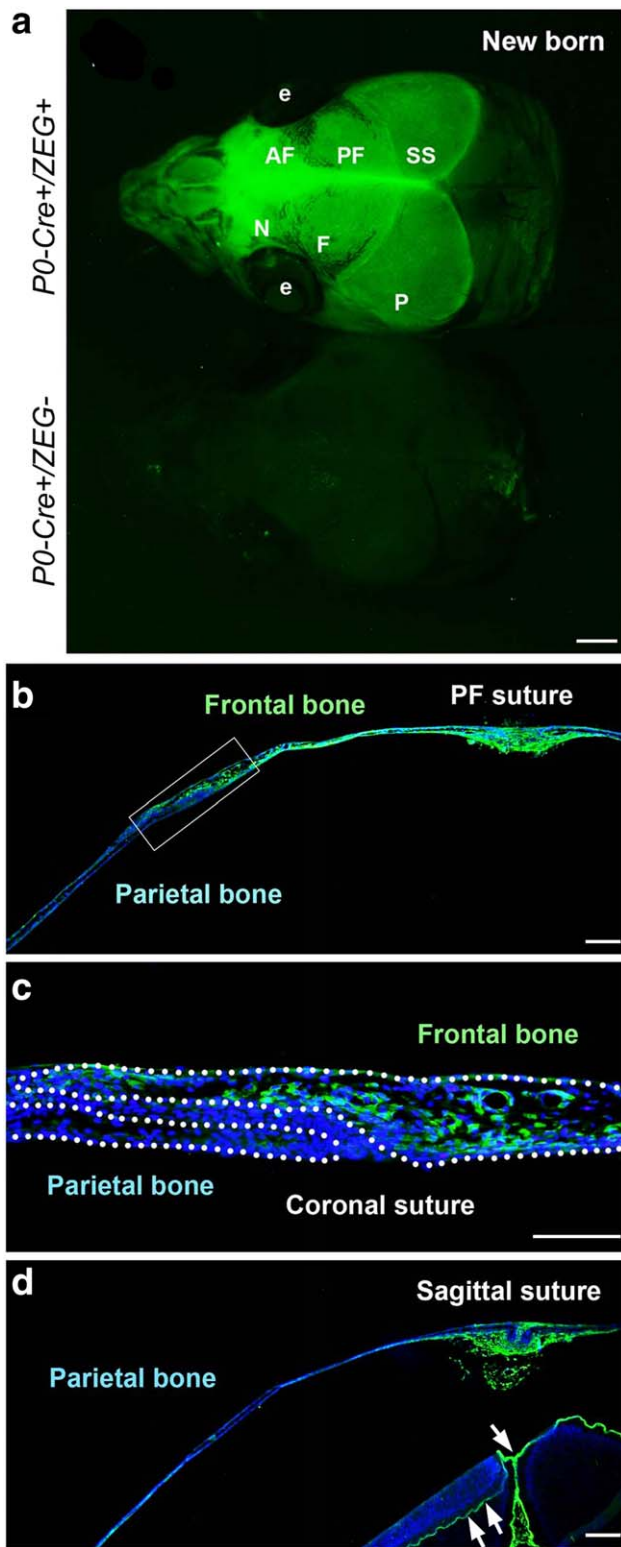 a
New born
P0-Cre+/ZEG+
e
AF PF SS
N F
e
P
P0-Cre+/ZEG-
b
Frontal bone
PF suture
Parietal bone
c
Frontal bone
Parietal bone
Coronal suture
d
Sagittal suture
Parietal bone